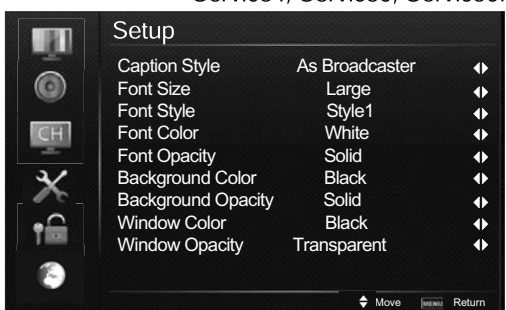 Setup
Caption Style As Broadcaster
Font Size Large
Font Style Style1
Font Color White
Font Opacity Solid
Background Color Black
Background Opacity Solid
Window Color Black
Window Opacity Transparent
CH
Move MENU Return